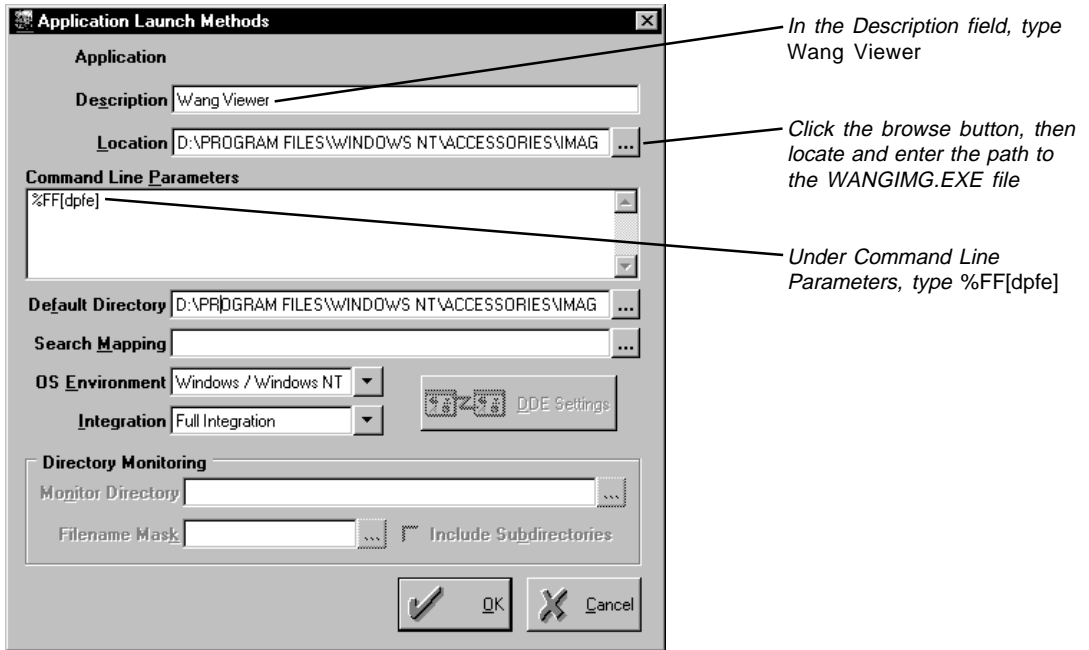 Application Launch Methods
Application
Description Wang Viewer
Location D:\PROGRAM FILES\WINDOWS NT\ACCESSORIES\IMAG ...
Command Line Parameters
%FF[dpfe]
Default Directory D:\PROGRAM FILES\WINDOWS NT\ACCESSORIES\IMAG ...
Search Mapping ...
OS Environment Windows / Windows NT
DDE Settings
Integration Full Integration
Directory Monitoring
Monitor Directory ...
Filename Mask ... Include Subdirectories
OK Cancel
In the Description field, type
Wang Viewer
Click the browse button, then
locate and enter the path to
the WANGIMG.EXE file
Under Command Line
Parameters, type %FF[dpfe]